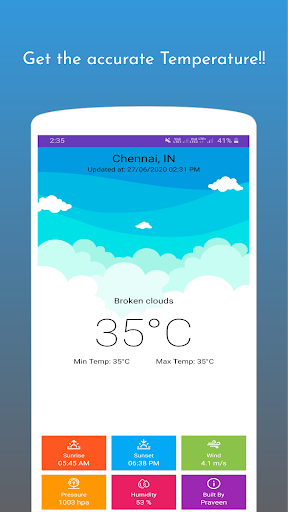 Get the accurate Temperature!!
2:35
41%
Chennai, IN
Updated at: 27/06/2020 02:31 PM
Broken clouds
35°C
Min Temp: 35°C Max Temp: 35°C
Sunrise Sunset Wind
05:45 AM 06:38 PM 4.1 m/s
Pressure Humidity Built By
1003 hpa 53 % Praveen